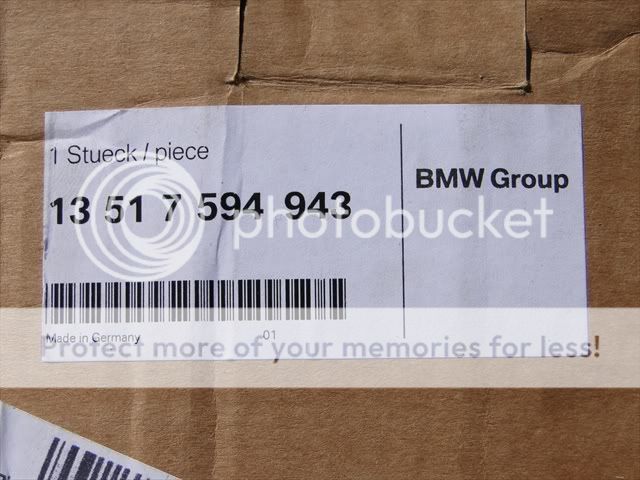 1 Stueck / piece
13 51 7 594 943
BMW Group
Made in Germany 01
photobucket
Protect more of your memories for less!